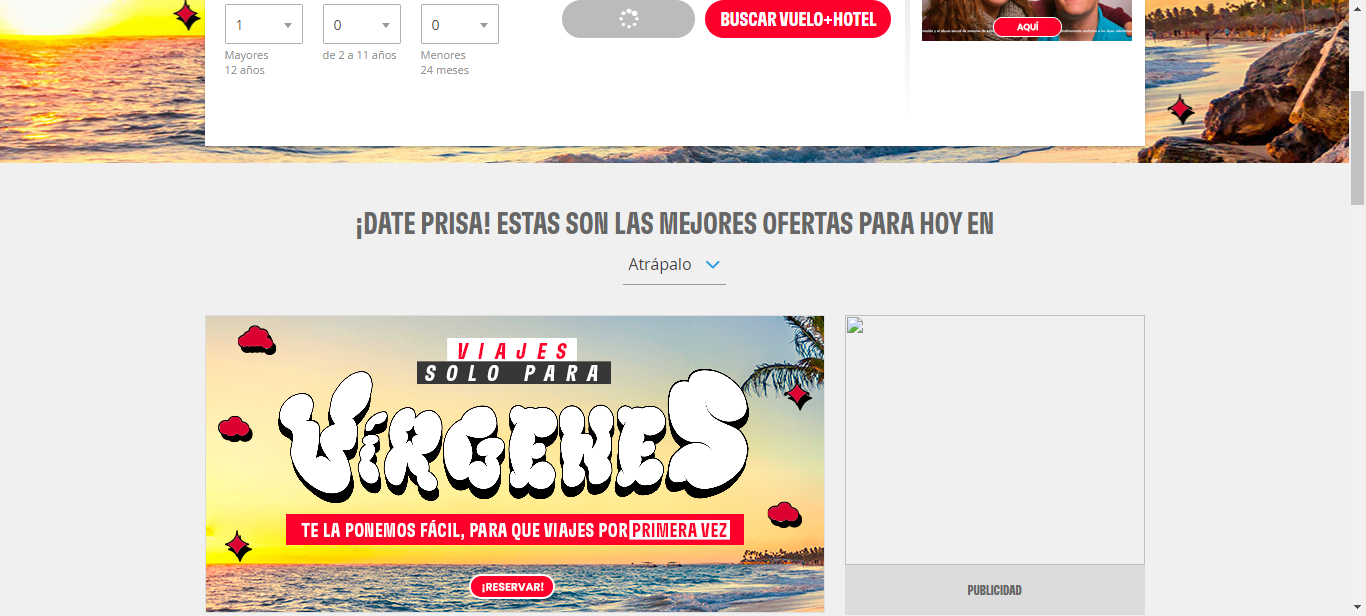 1
0
0
Mayores
12 años
de 2 a 11 años
Menores
24 meses
BUSCAR VUELO+HOTEL
AQUÍ
¡DATE PRISA! ESTAS SON LAS MEJORES OFERTAS PARA HOY EN
Atrápalo
VIAJES
SOLO PARA
VÍRGENES
TE LA PONEMOS FÁCIL, PARA QUE VIAJES POR PRIMERA VEZ
¡RESERVAR!
PUBLICIDAD